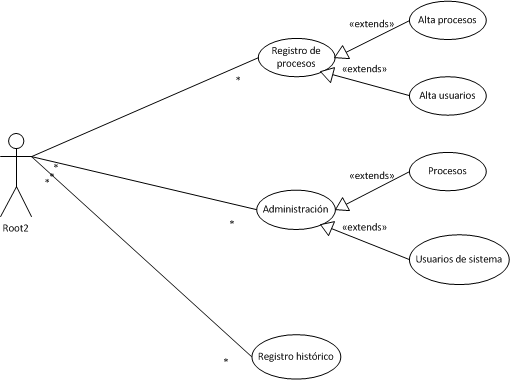 «extends»
Alta procesos
Registro de
procesos
«extends»
*
Alta usuarios
*
*
*
«extends»
Procesos
Root2
Administración
*
«extends»
Usuarios de sistema
Registro histórico
*